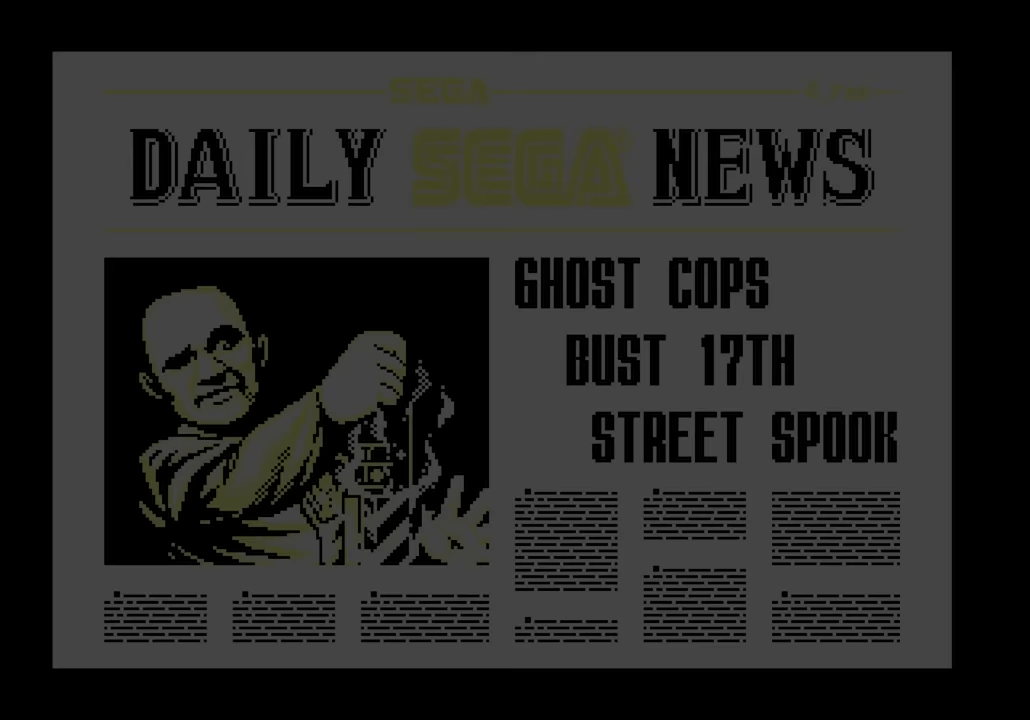 SEGA
DAILY SEGA NEWS
GHOST COPS
BUST 17TH
STREET SPOOK